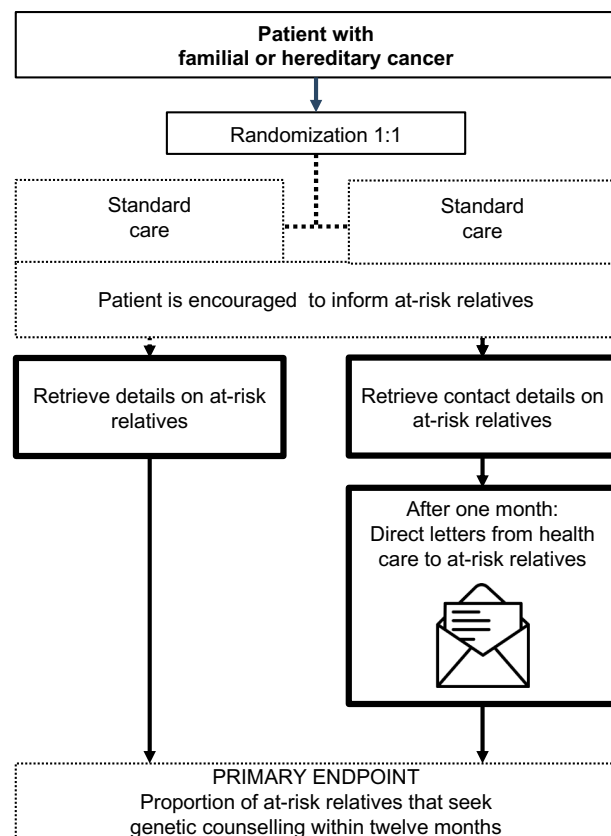 Patient with
familial or hereditary cancer
Randomization 1:1
Standard
care
Standard
care
Patient is encouraged to inform at-risk relatives
Retrieve details on at-risk
relatives
Retrieve contact details on
at-risk relatives
After one month:
Direct letters from health
care to at-risk relatives
PRIMARY ENDPOINT
Proportion of at-risk relatives that seek
genetic counselling within twelve months